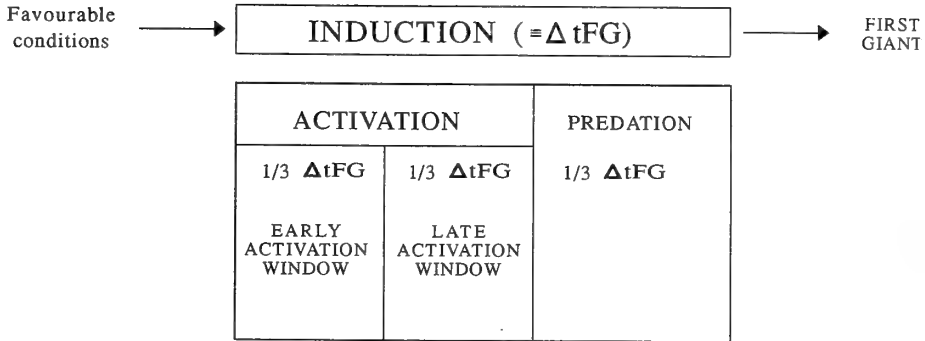 Favourable
conditions
INDUCTION (≡Δ tFG)
FIRST
GIANT
ACTIVATION
PREDATION
1/3 ΔtFG
1/3 ΔtFG
1/3 ΔtFG
EARLY
ACTIVATION
WINDOW
LATE
ACTIVATION
WINDOW